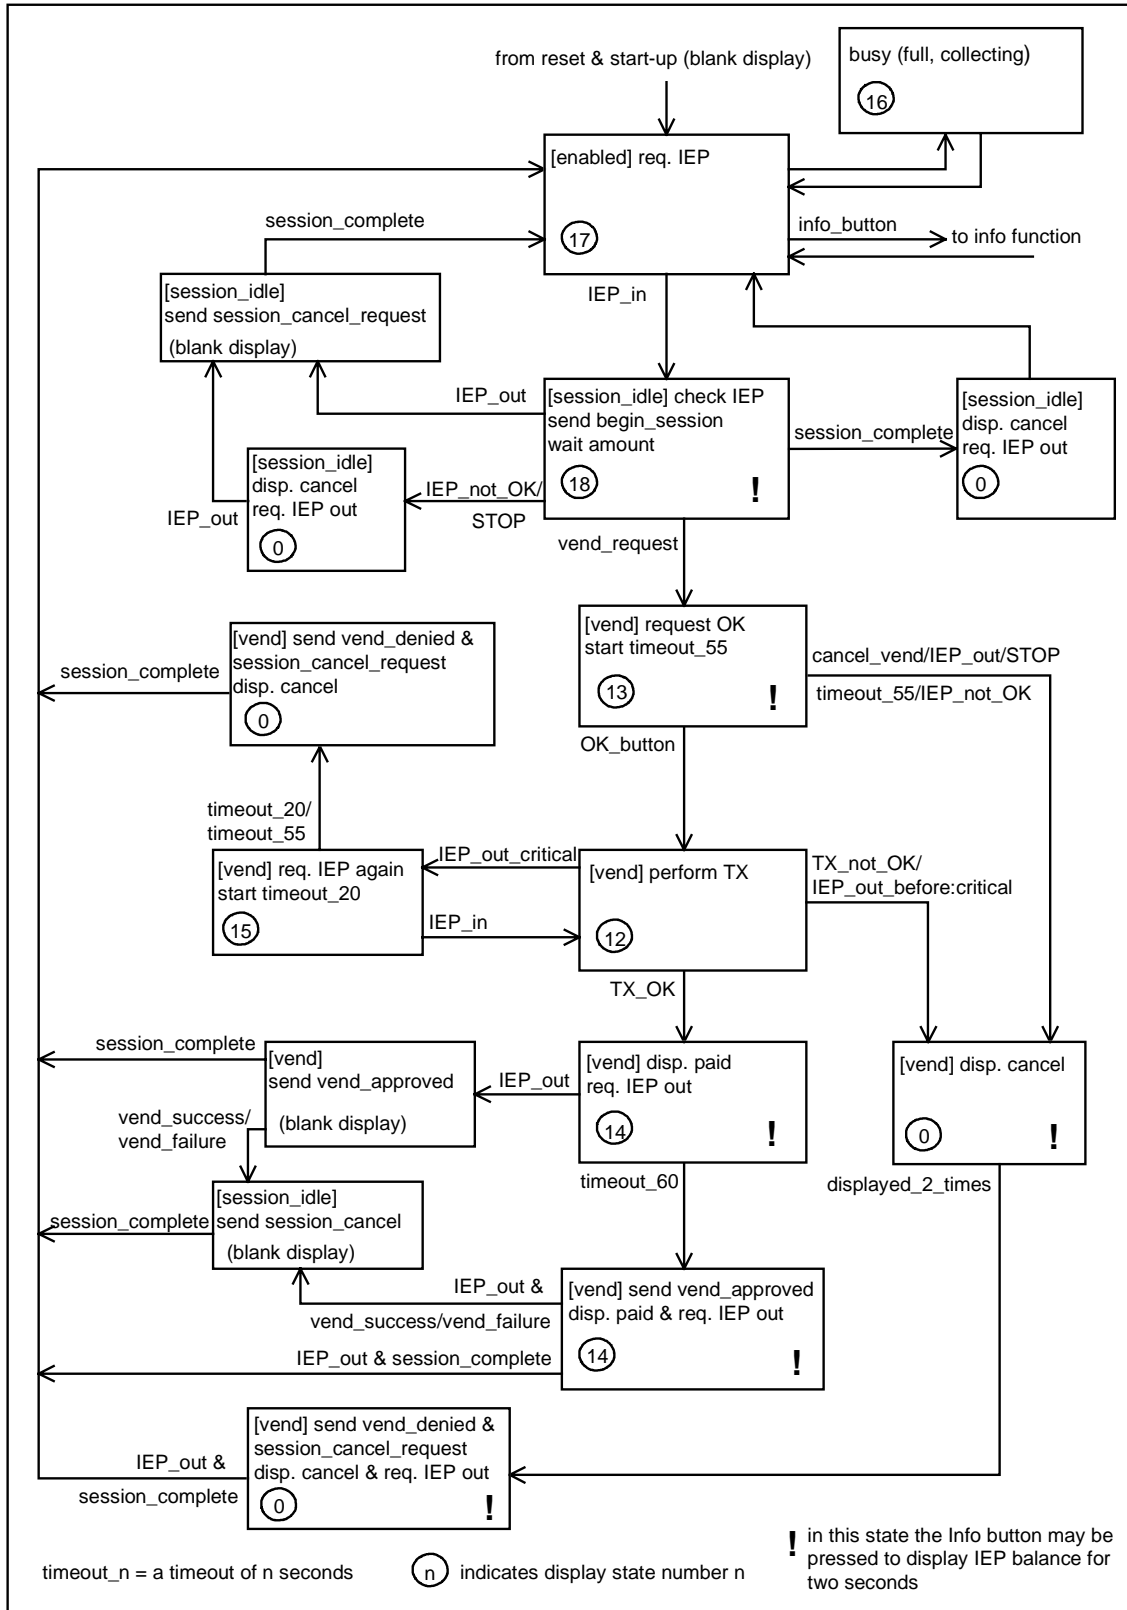 from reset & start-up (blank display)
busy (full, collecting)
16
[enabled] req. IEP
17
session_complete
info_button
to info function
IEP_in
[session_idle]
send session_cancel_request
(blank display)
IEP_out
[session_idle] check IEP
send begin_session
wait amount
18
!
session_complete
[session_idle]
disp. cancel
req. IEP out
0
[session_idle]
disp. cancel
req. IEP out
0
IEP_out
IEP_not_OK/
STOP
vend_request
[vend] request OK
start timeout_55
13
!
cancel_vend/IEP_out/STOP
timeout_55/IEP_not_OK
[vend] send vend_denied &
session_cancel_request
disp. cancel
0
session_complete
OK_button
timeout_20/
timeout_55
[vend] req. IEP again
start timeout_20
15
IEP_out_critical
IEP_in
[vend] perform TX
12
TX_not_OK/
IEP_out_before:critical
TX_OK
session_complete
[vend]
send vend_approved
(blank display)
IEP_out
[vend] disp. paid
req. IEP out
14
!
[vend] disp. cancel
0
!
vend_success/
vend_failure
timeout_60
displayed_2_times
[session_idle]
send session_cancel
(blank display)
session_complete
IEP_out &
vend_success/vend_failure
[vend] send vend_approved
disp. paid & req. IEP out
14
!
IEP_out & session_complete
[vend] send vend_denied &
session_cancel_request
disp. cancel & req. IEP out
0
!
IEP_out &
session_complete
timeout_n = a timeout of n seconds
n
indicates display state number n
! in this state the Info button may be
pressed to display IEP balance for
two seconds